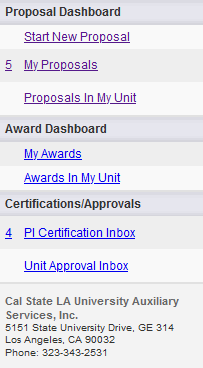 Proposal Dashboard
Start New Proposal
5 My Proposals
Proposals In My Unit
Award Dashboard
My Awards
Awards In My Unit
Certifications/Approvals
4 PI Certification Inbox
Unit Approval Inbox
Cal State LA University Auxiliary
Services, Inc.
5151 State University Drive, GE 314
Los Angeles, CA 90032
Phone: 323-343-2531